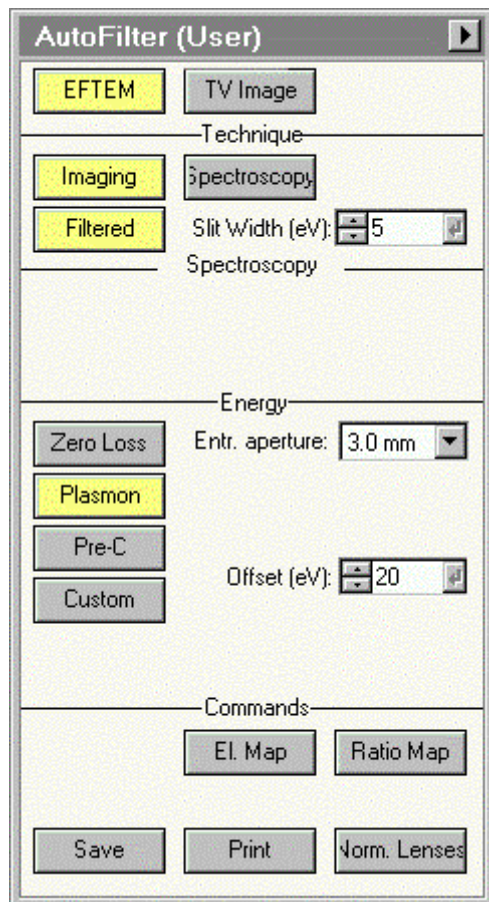 AutoFilter (User)
EFTEM TV Image
Technique
Imaging Spectroscopy
Filtered Slit Width (eV): 5
Spectroscopy
Energy
Zero Loss Entr. aperture: 3.0 mm
Plasmon
Pre-C
Offset (eV): 20
Custom
Commands
El. Map Ratio Map
Save Print Norm. Lenses